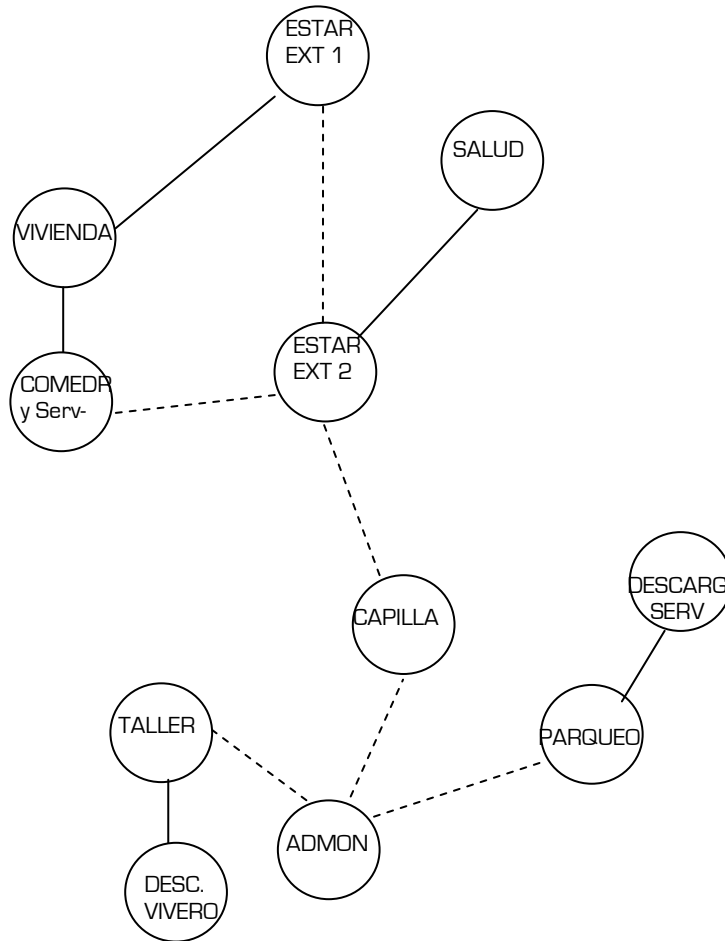 ESTAR
EXT 1
SALUD
VIVIENDA
ESTAR
EXT 2
COMEDR
y Serv-
DESCARG
SERV
CAPILLA
TALLER
PARQUEO
ADMON
DESC.
VIVERO